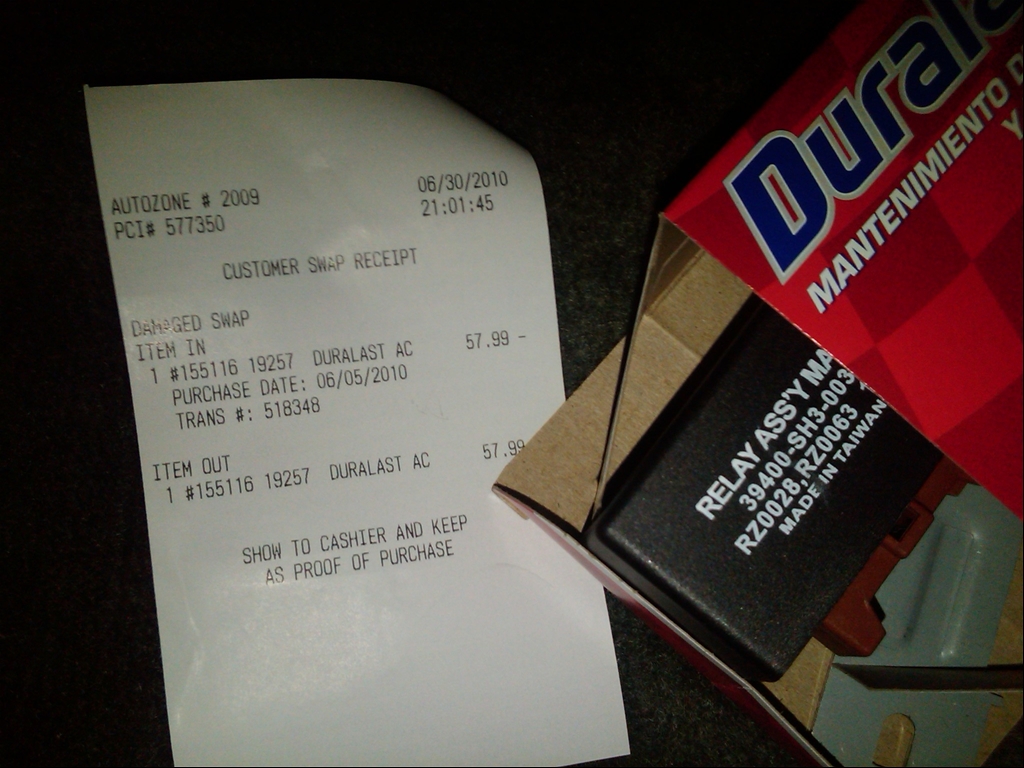 AUTOZONE # 2009 06/30/2010
PCI# 577350 21:01:45
CUSTOMER SWAP RECEIPT
DAMAGED SWAP
ITEM IN
1 #155116 19257 DURALAST AC 57.99 -
PURCHASE DATE: 06/05/2010
TRANS #: 518348
ITEM OUT
1 #155116 19257 DURALAST AC 57.99
SHOW TO CASHIER AND KEEP
AS PROOF OF PURCHASE
MANTENIMIENTO
Y
RELAY ASS'Y
39400-SH3-003
RZ0028,RZ0063
MADE IN TAIWAN